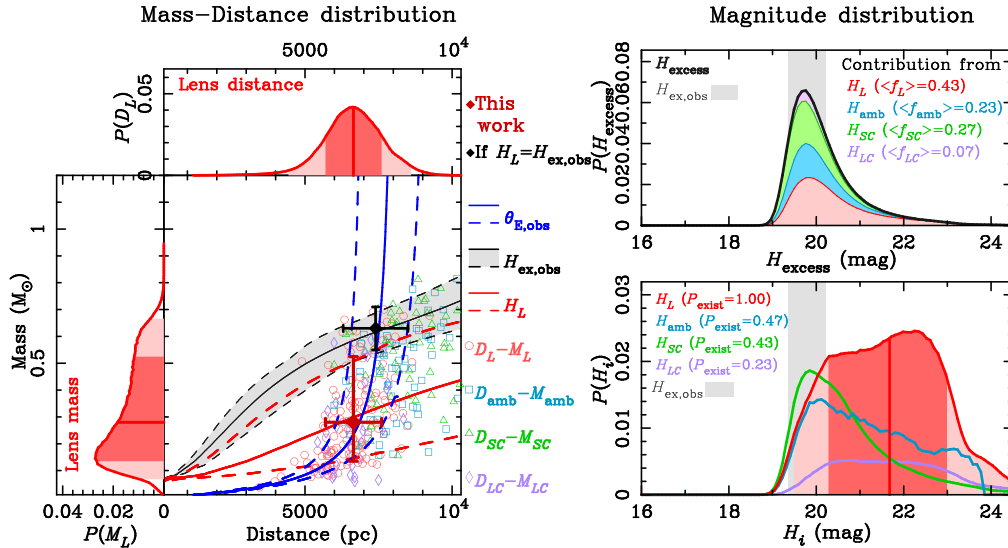 Mass−Distance distribution
5000 10⁴
Lens distance
P(D_L)
0 0.05
This work
If H_L=H_ex,obs
θ_E,obs
H_ex,obs
H_L
D_L−M_L
D_amb−M_amb
D_SC−M_SC
D_LC−M_LC
Mass (M_⊙)
1
0.5
Lens mass
0.04 0.02 0
P(M_L)
0 5000 10⁴
Distance (pc)
Magnitude distribution
H_excess
H_ex,obs
Contribution from
H_L (<f_L>=0.43)
H_amb (<f_amb>=0.23)
H_SC (<f_SC>=0.27)
H_LC (<f_LC>=0.07)
P(H_excess)
0 0.02 0.04 0.06 0.08
16 18 20 22 24
H_excess (mag)
H_L (P_exist=1.00)
H_amb (P_exist=0.47)
H_SC (P_exist=0.43)
H_LC (P_exist=0.23)
H_ex,obs
P(H_i)
0 0.01 0.02 0.03
16 18 20 22 24
H_i (mag)